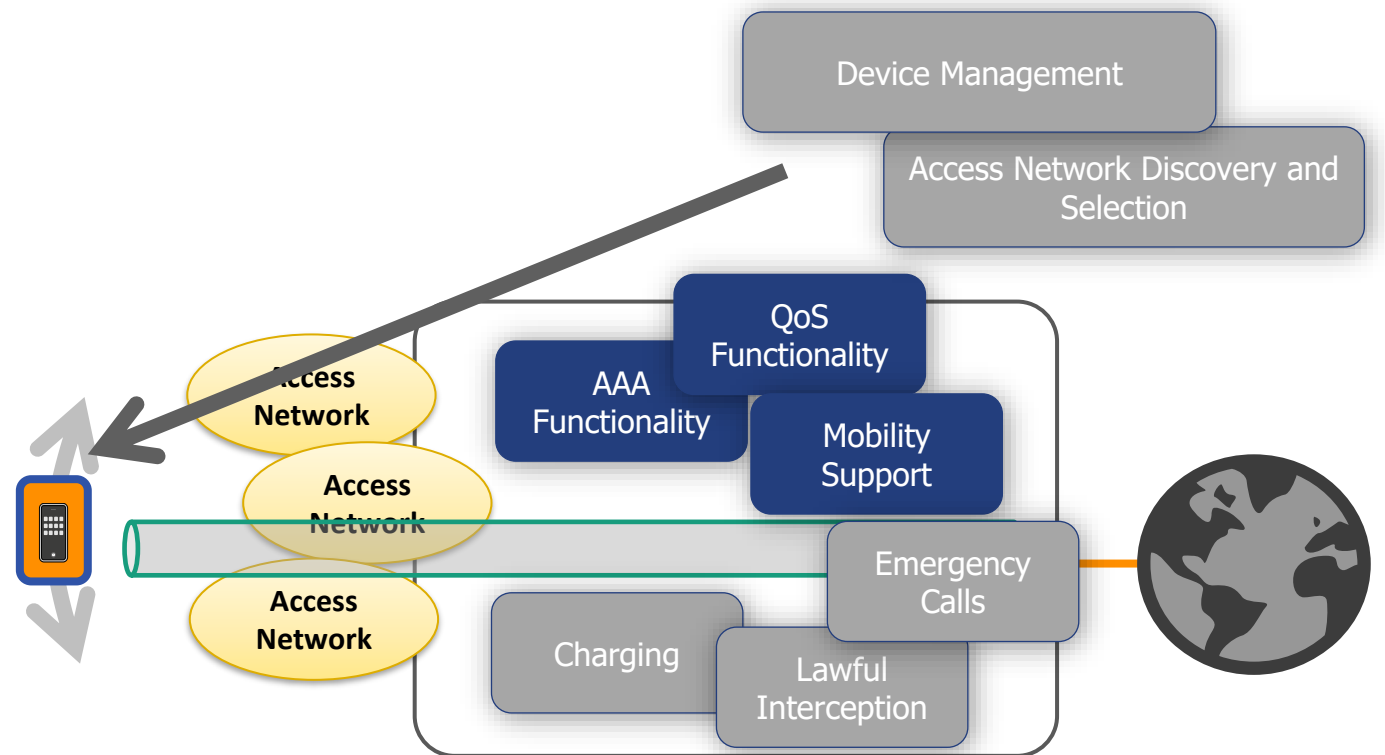 Device Management
Access Network Discovery and
Selection
QoS
Functionality
AAA
Functionality
Mobility
Support
Access
Network
Access
Network
Access
Network
Emergency
Calls
Charging
Lawful
Interception